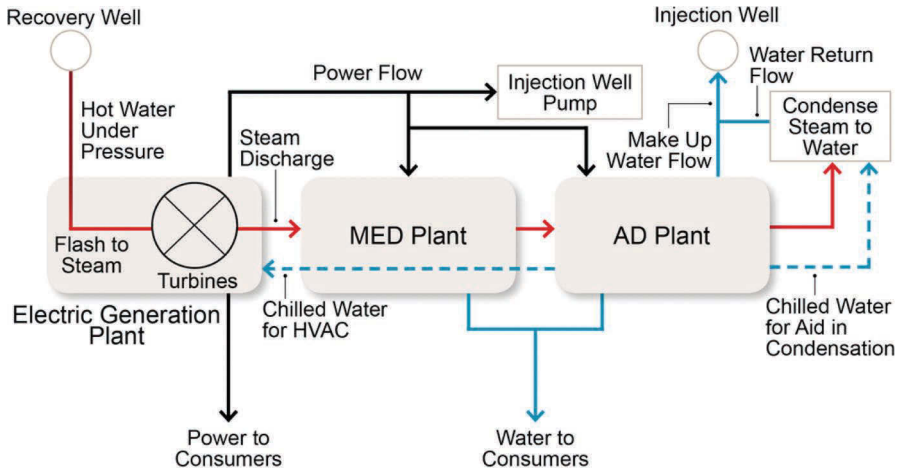 Recovery Well
Injection Well
Hot Water
Under
Pressure
Power Flow
Injection Well
Pump
Water Return
Flow
Condense
Steam to
Water
Steam
Discharge
Make Up
Water Flow
Flash to
Steam
Turbines
MED Plant
AD Plant
Electric Generation
Plant
Chilled Water
for HVAC
Chilled Water
for Aid in
Condensation
Power to
Consumers
Water to
Consumers